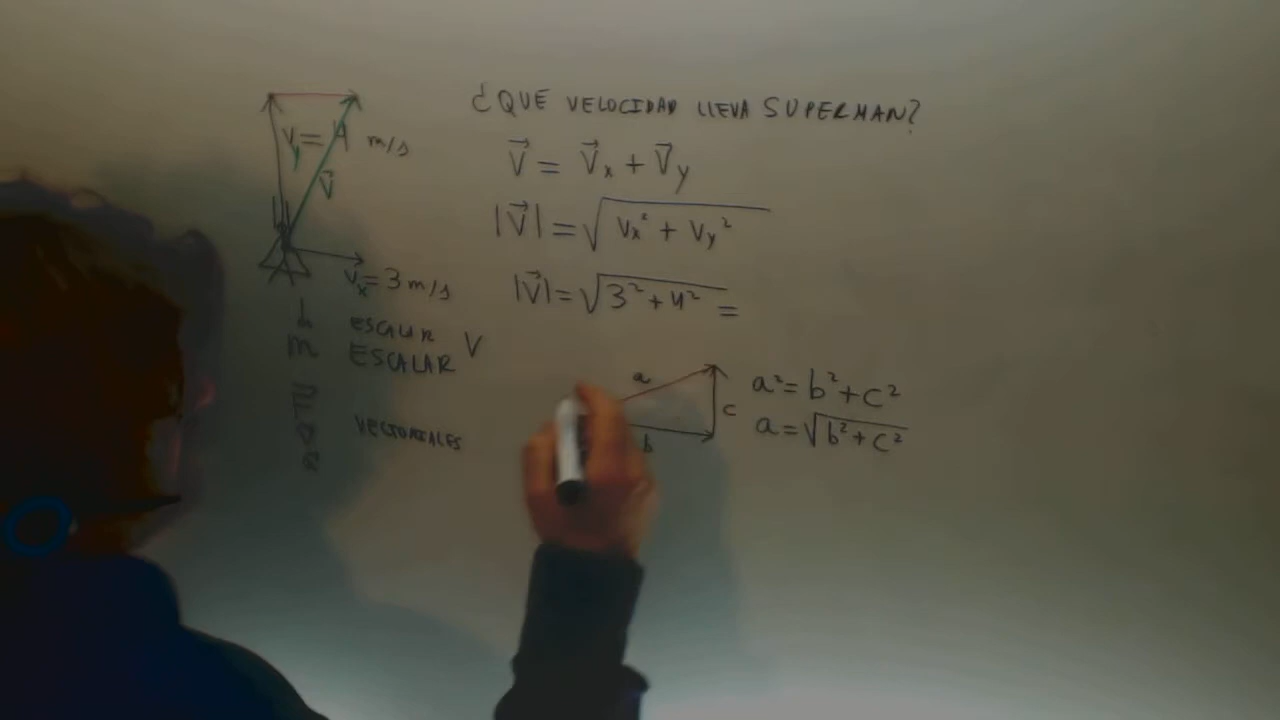 ¿QUE VELOCIDAD LLEVA SUPERMAN?
Vy = 4 m/s
V⃗
Vx = 3 m/s
V⃗ = V⃗x + V⃗y
|V⃗| = √(Vx² + Vy²)
|V⃗| = √(3² + 4²) =
ESCALAR V
m ESCALAR
VECTORIALES
a
b
c
a² = b² + c²
a = √(b² + c²)